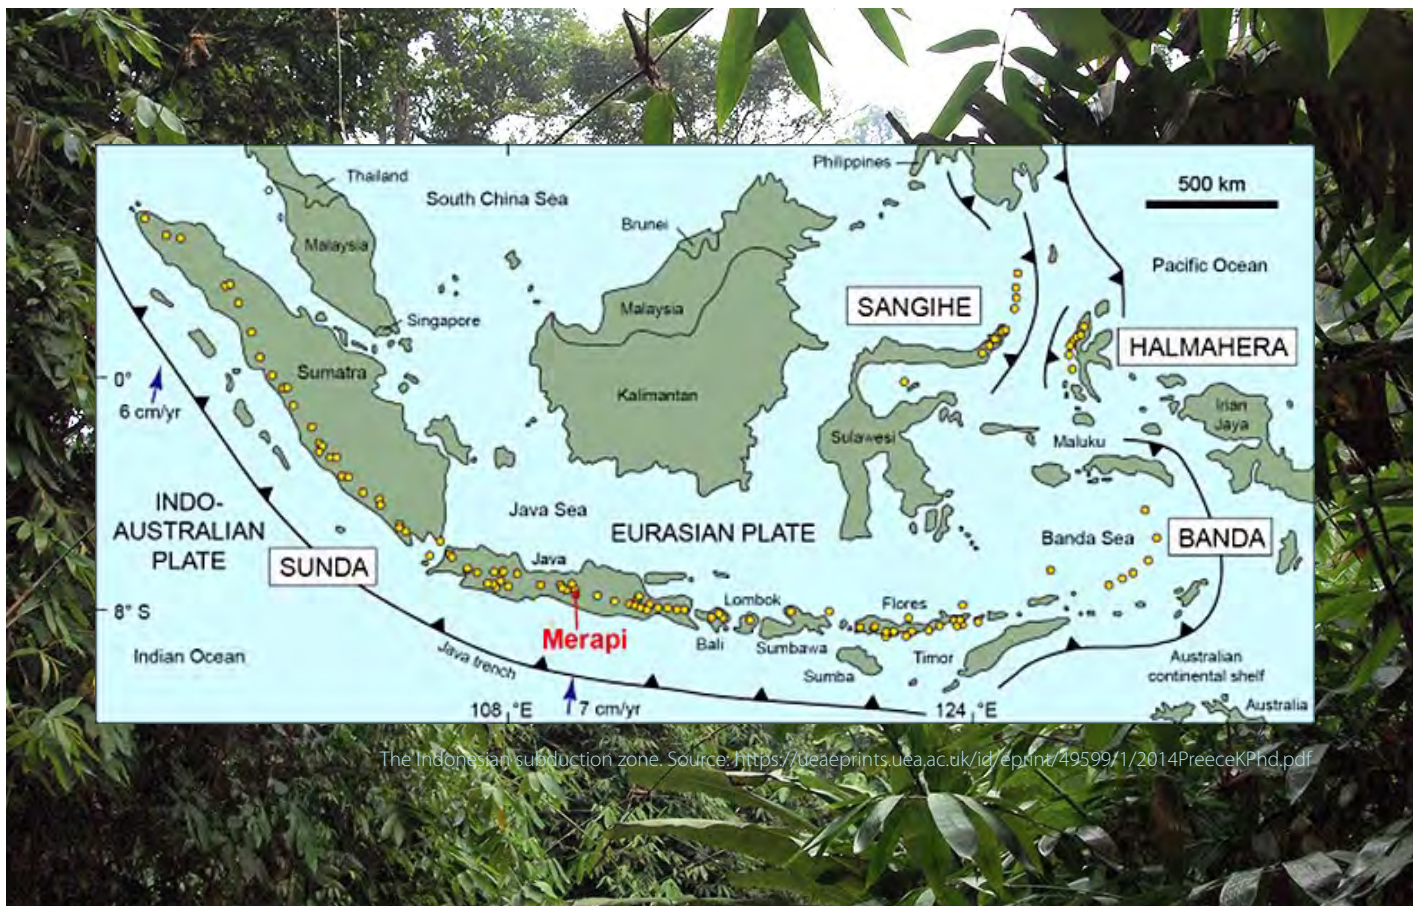 Philippines
500 km
Thailand
South China Sea
Brunei
Malaysia
Pacific Ocean
Malaysia
SANGIHE
Singapore
HALMAHERA
Sumatra
0°
Kalimantan
6 cm/yr
Irian
Jaya
Sulawesi
Maluku
INDO-
AUSTRALIAN
PLATE
Java Sea
EURASIAN PLATE
Banda Sea
BANDA
SUNDA
Java
8° S
Lombok
Flores
Merapi
Bali
Sumbawa
Timor
Indian Ocean
Java trench
Sumba
Australian
continental shelf
108 °E
7 cm/yr
124 °E
Australia
The Indonesian subduction zone. Source: https://ueaeprints.uea.ac.uk/id/eprint/49599/1/2014PreeceKPhd.pdf